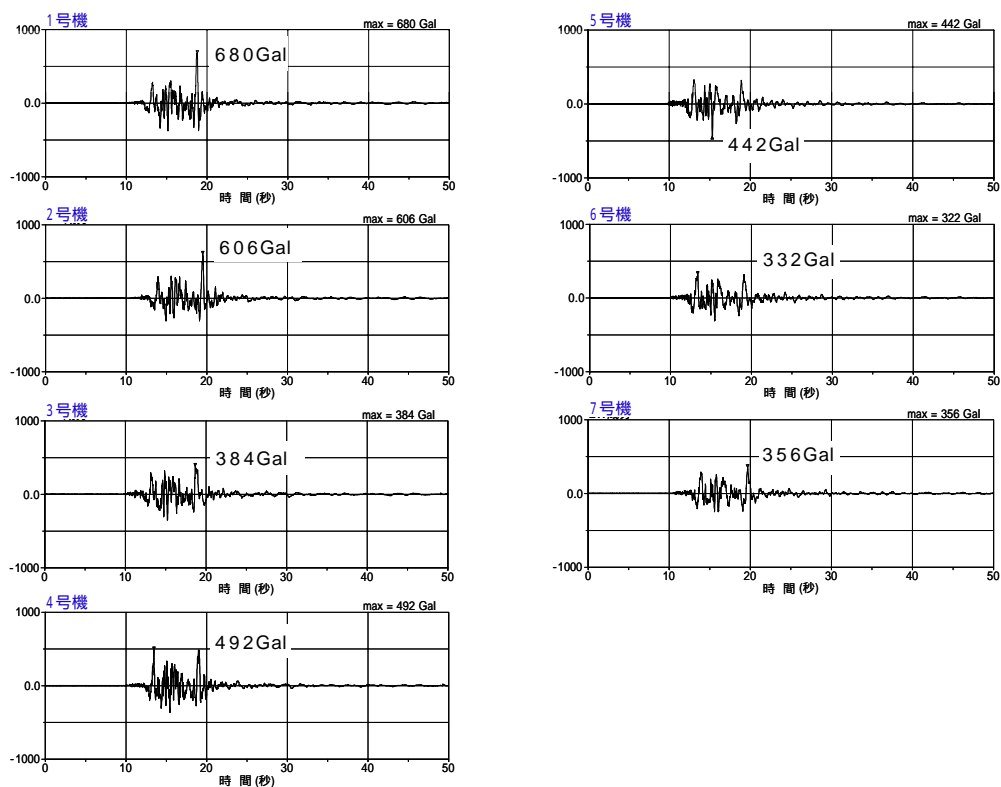 1号機
max = 680 Gal
1000
680Gal
0.0
-1000
0 10 20 30 40 50
時 間(秒)
2号機
max = 606 Gal
1000
606Gal
0.0
-1000
0 10 20 30 40 50
時 間(秒)
3号機
max = 384 Gal
1000
384Gal
0.0
-1000
0 10 20 30 40 50
時 間(秒)
4号機
max = 492 Gal
1000
492Gal
0.0
-1000
0 10 20 30 40 50
時 間(秒)
5号機
max = 442 Gal
1000
0.0
442Gal
-1000
0 10 20 30 40 50
時 間(秒)
6号機
max = 322 Gal
1000
332Gal
0.0
-1000
0 10 20 30 40 50
時 間(秒)
7号機
max = 356 Gal
1000
356Gal
0.0
-1000
0 10 20 30 40 50
時 間(秒)